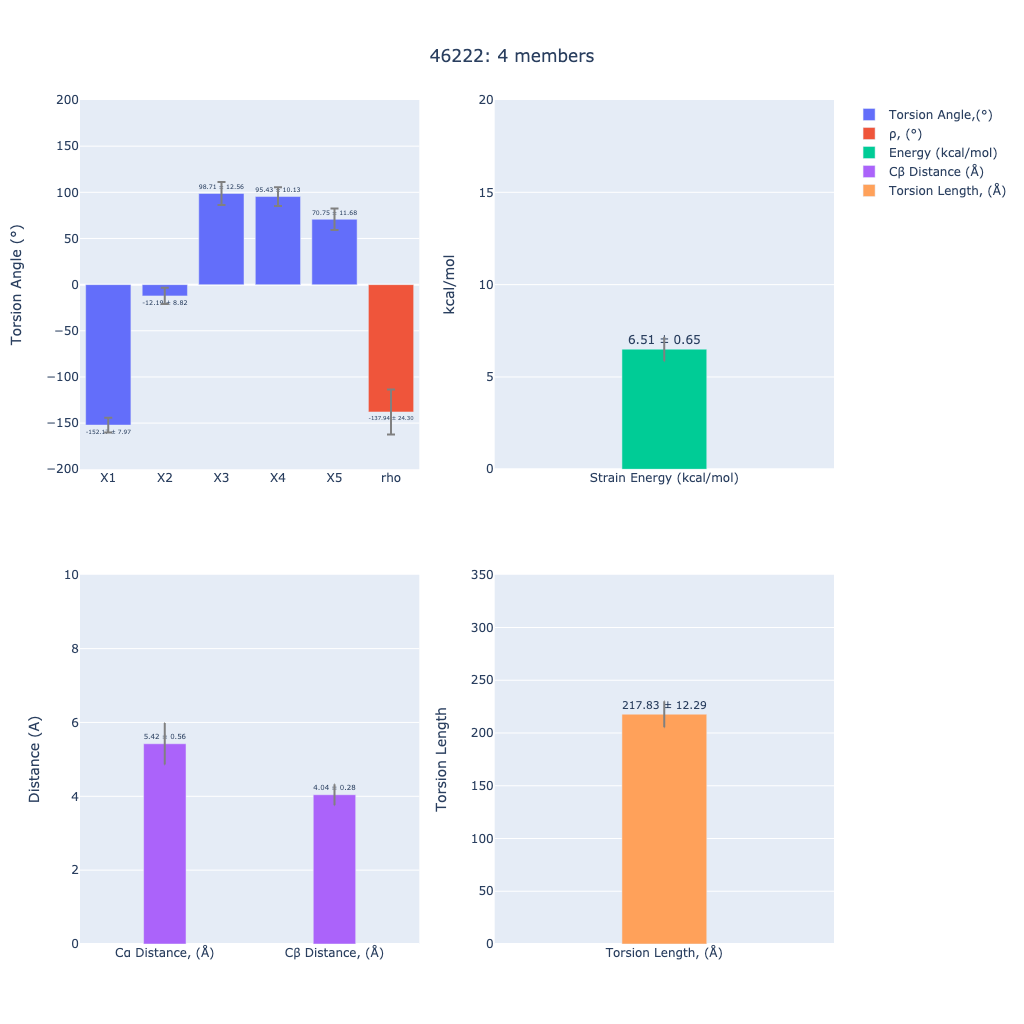 46222: 4 members
Torsion Angle (°)
200
150
100
50
0
−50
−100
−150
−200
98.71 ± 12.56
95.43 ± 10.13
70.75 ± 11.68
-12.19 ± 8.82
-137.94 ± 24.30
± 7.97
X1 X2 X3 X4 X5 rho
kcal/mol
20
15
10
5
0
6.51 ± 0.65
Strain Energy (kcal/mol)
Torsion Angle,(°)
ρ, (°)
Energy (kcal/mol)
Cβ Distance (Å)
Torsion Length, (Å)
Distance (A)
10
8
6
4
2
0
5.42 ± 0.56
4.04 ± 0.28
Cα Distance, (Å) Cβ Distance, (Å)
Torsion Length
350
300
250
200
150
100
50
0
217.83 ± 12.29
Torsion Length, (Å)